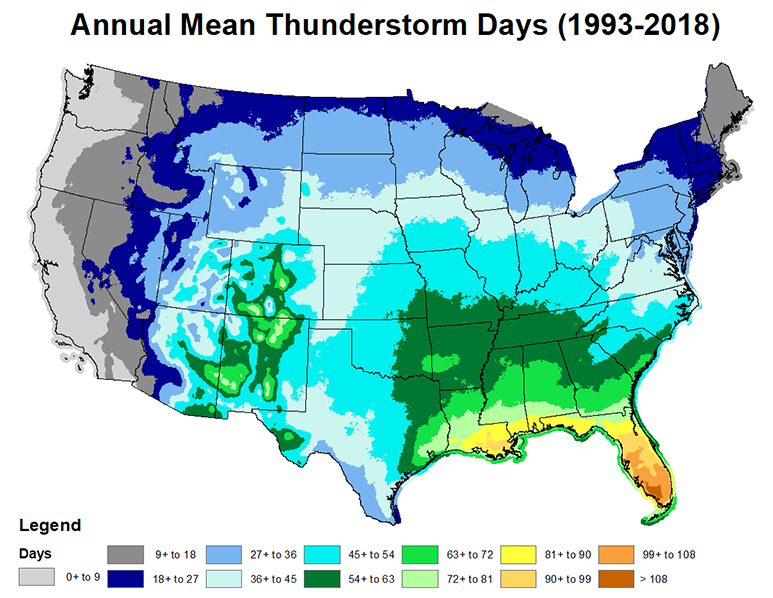 Annual Mean Thunderstorm Days (1993-2018)
Legend
Days
0+ to 9
9+ to 18
18+ to 27
27+ to 36
36+ to 45
45+ to 54
54+ to 63
63+ to 72
72+ to 81
81+ to 90
90+ to 99
99+ to 108
> 108